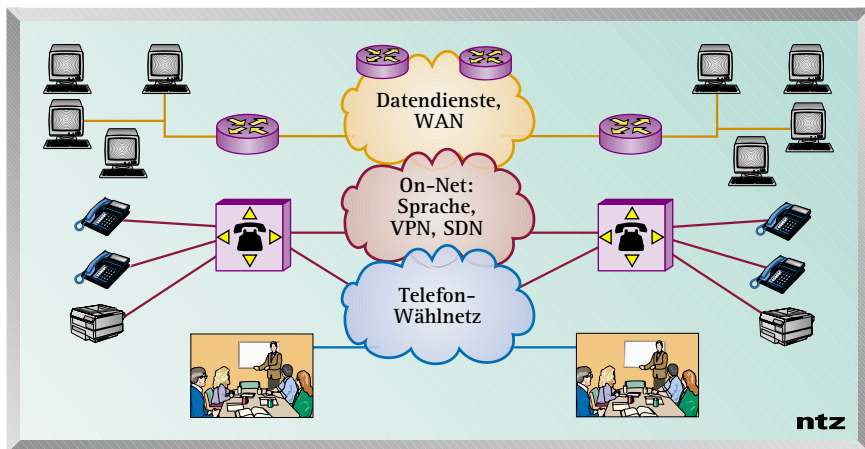 Datendienste,
WAN
On-Net:
Sprache,
VPN, SDN
Telefon-
Wählnetz
ntz